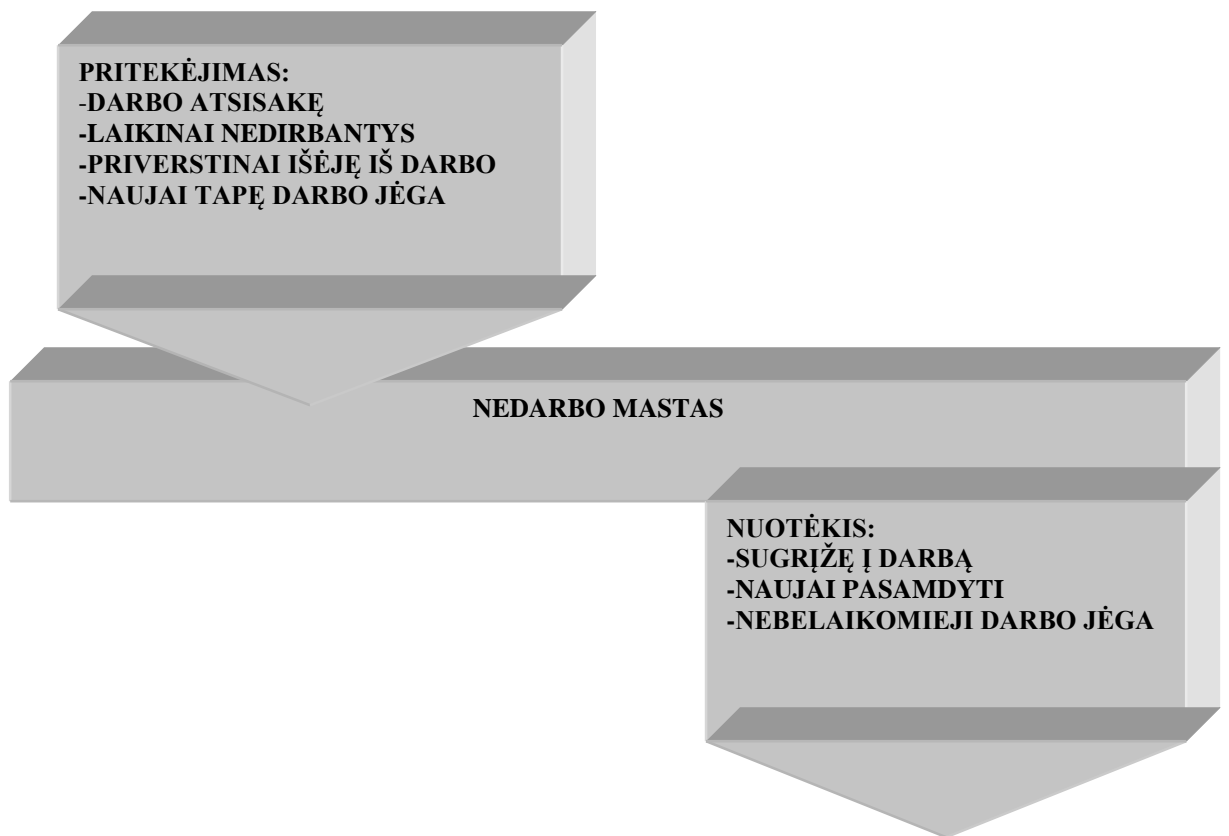 PRITEKĖJIMAS:
-DARBO ATSISAKĘ
-LAIKINAI NEDIRBANTYS
-PRIVERSTINAI IŠĖJĘ IŠ DARBO
-NAUJAI TAPĘ DARBO JĖGA
NEDARBO MASTAS
NUOTĖKIS:
-SUGRĮŽĘ Į DARBĄ
-NAUJAI PASAMDYTI
-NEBELAIKOMIEJI DARBO JĖGA